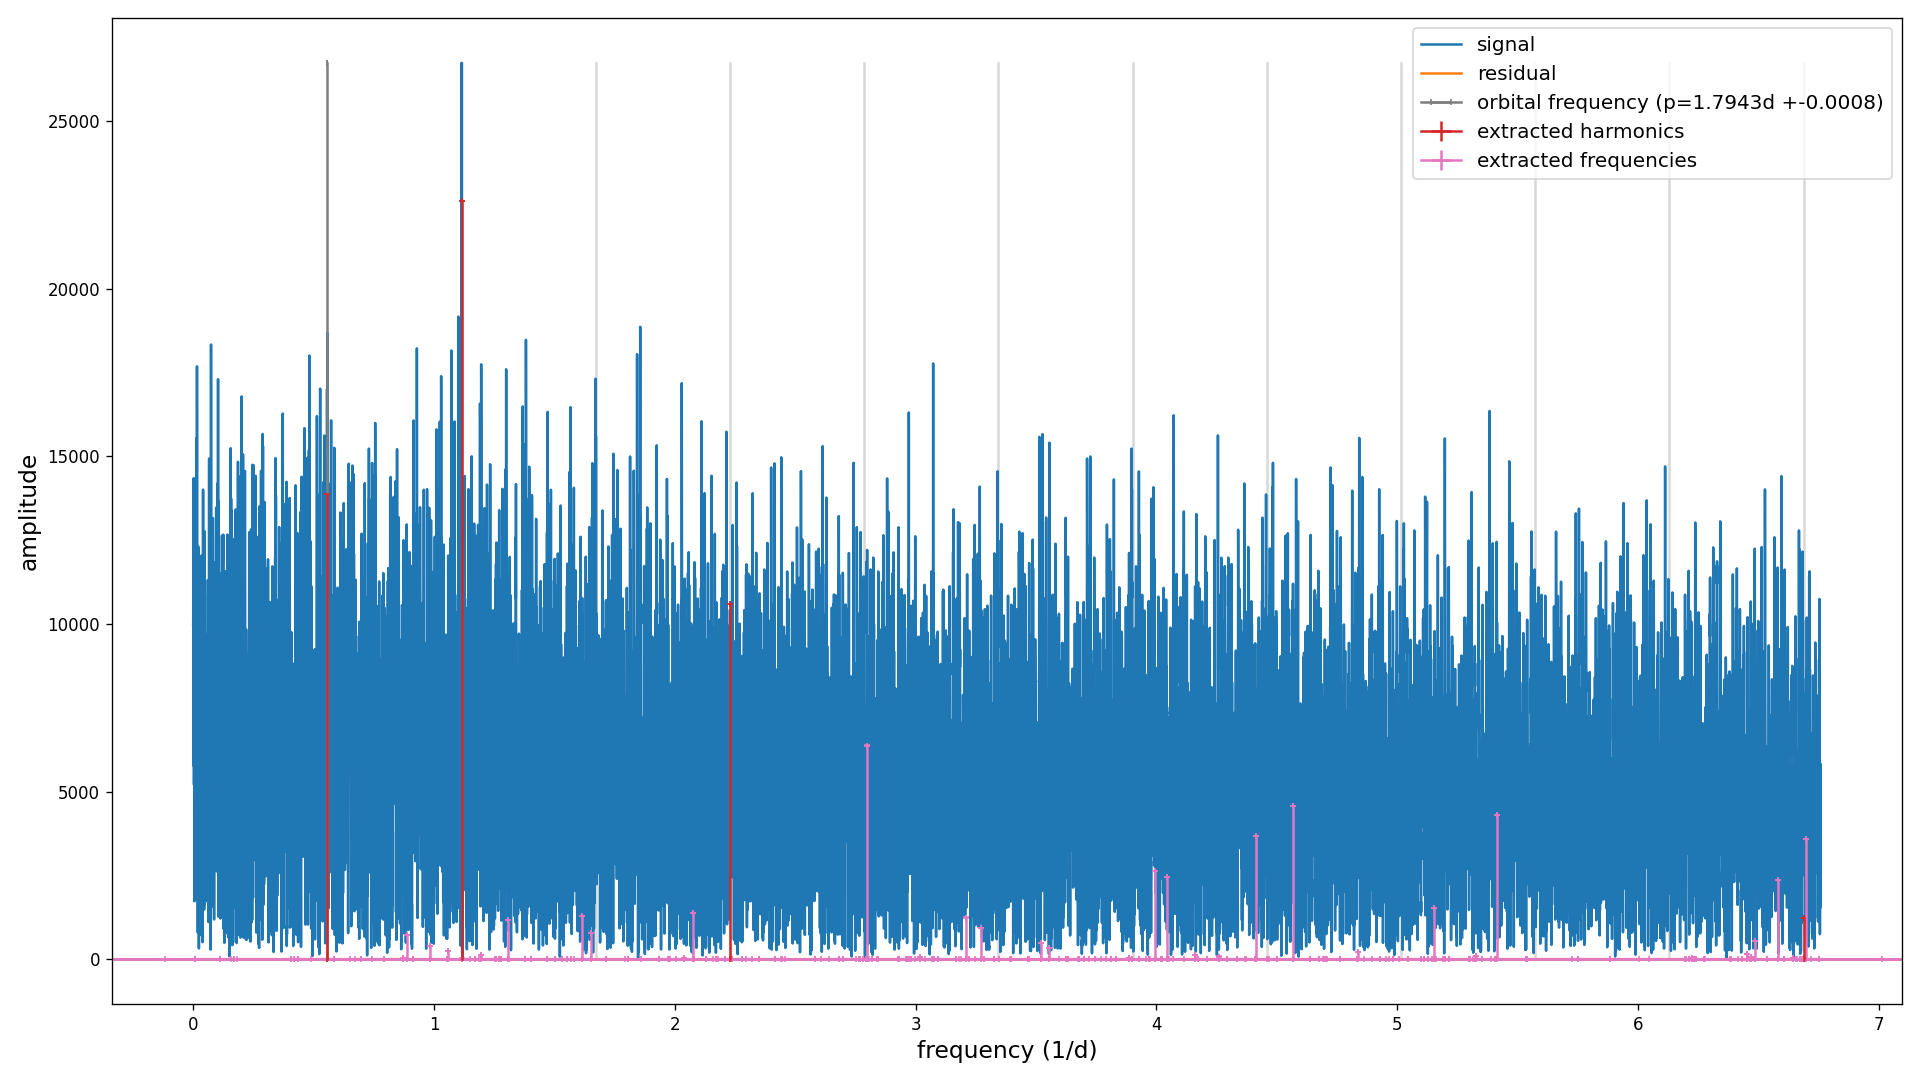 signal
residual
orbital frequency (p=1.7943d +-0.0008)
extracted harmonics
extracted frequencies
25000
20000
15000
10000
5000
0
amplitude
0 1 2 3 4 5 6 7
frequency (1/d)